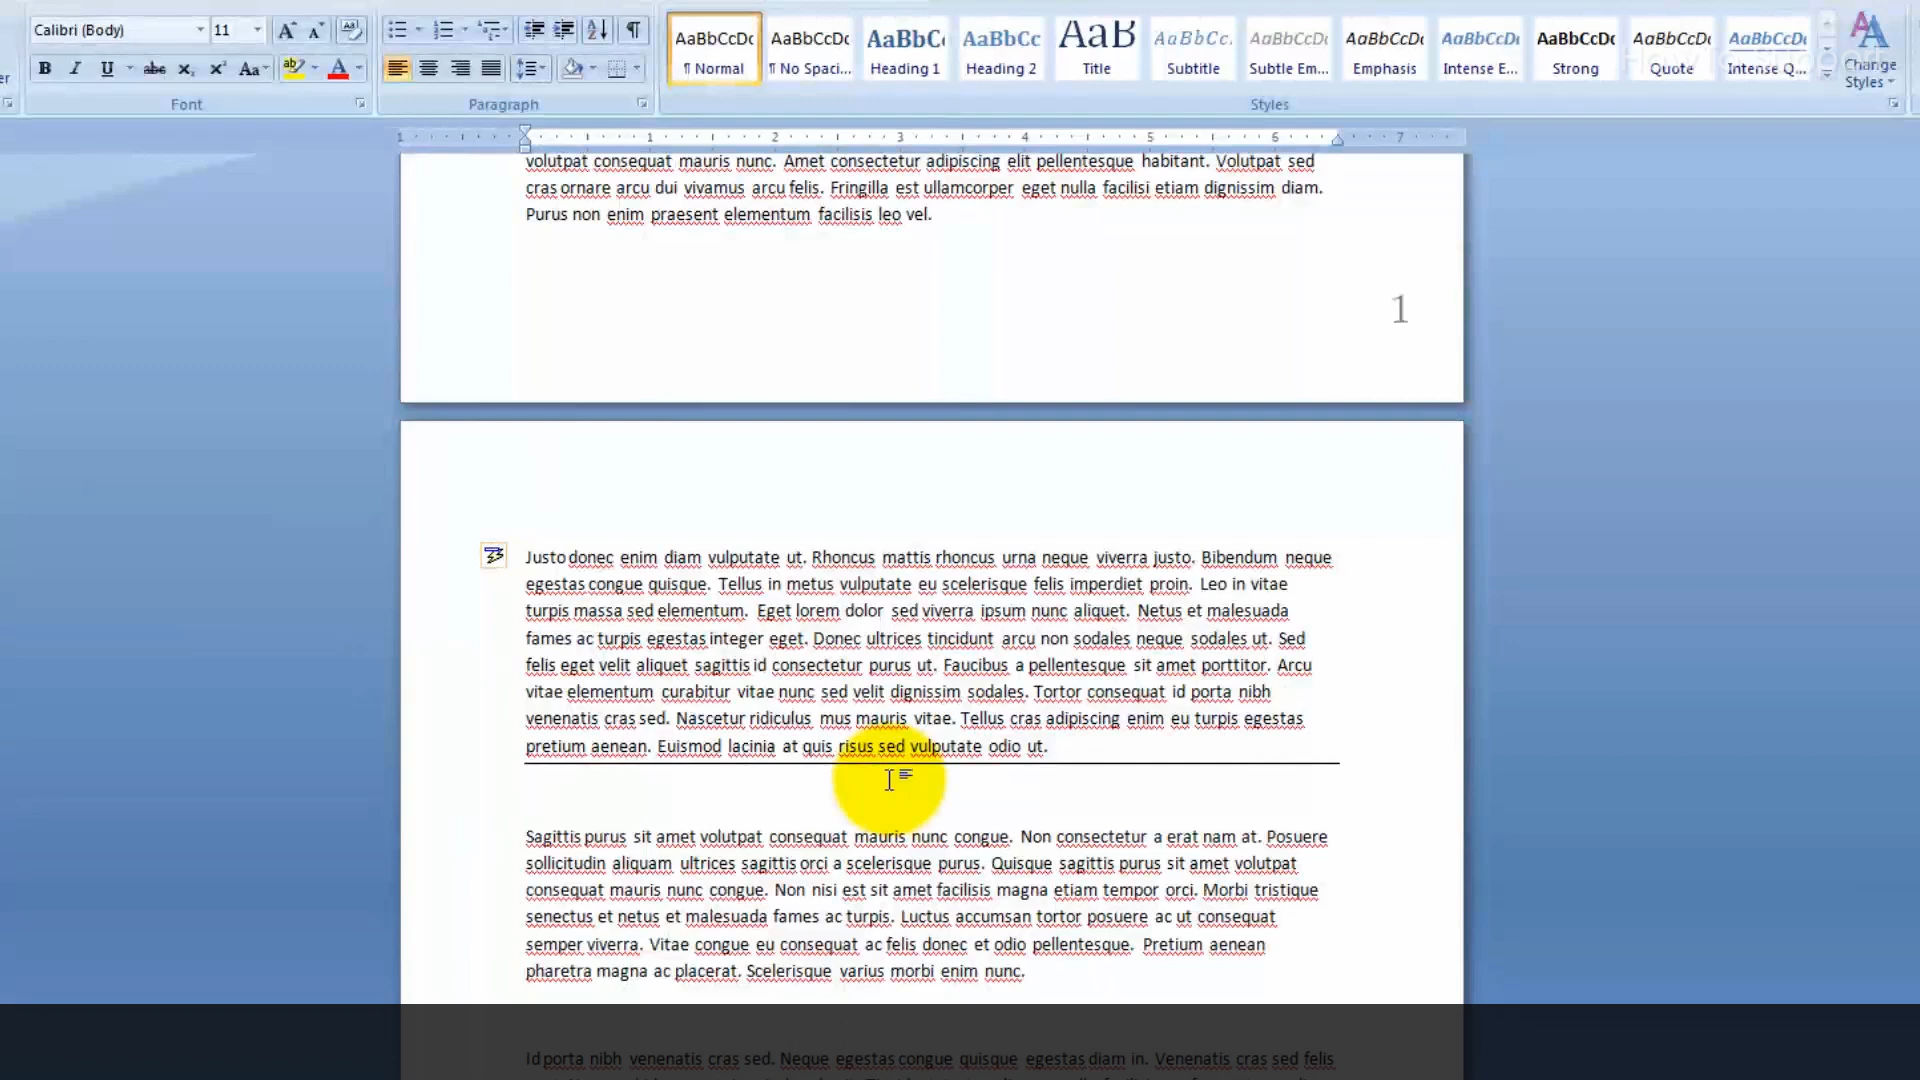 Calibri (Body) 11 Aa
AaBbCcDc AaBbCcDc AaBbC AaBbCc AaB AaBbCc. AaBbCcDc AaBbCcDc AaBbCcDc AaBbCcDc AaBbCcDc AaBbCcDc
B I U abc x₂ x² Aa ab A
¶ Normal ¶ No Spaci... Heading 1 Heading 2 Title Subtitle Subtle Em... Emphasis Intense E... Strong Quote Intense Q... Change Styles
Font Paragraph Styles
1 1 2 3 4 5 6 7
volutpat consequat mauris nunc. Amet consectetur adipiscing elit pellentesque habitant. Volutpat sed
cras ornare arcu dui vivamus arcu felis. Fringilla est ullamcorper eget nulla facilisi etiam dignissim diam.
Purus non enim praesent elementum facilisis leo vel.
1
Justo donec enim diam vulputate ut. Rhoncus mattis rhoncus urna neque viverra justo. Bibendum neque
egestas congue quisque. Tellus in metus vulputate eu scelerisque felis imperdiet proin. Leo in vitae
turpis massa sed elementum. Eget lorem dolor sed viverra ipsum nunc aliquet. Netus et malesuada
fames ac turpis egestas integer eget. Donec ultrices tincidunt arcu non sodales neque sodales ut. Sed
felis eget velit aliquet sagittis id consectetur purus ut. Faucibus a pellentesque sit amet porttitor. Arcu
vitae elementum curabitur vitae nunc sed velit dignissim sodales. Tortor consequat id porta nibh
venenatis cras sed. Nascetur ridiculus mus mauris vitae. Tellus cras adipiscing enim eu turpis egestas
pretium aenean. Euismod lacinia at quis risus sed vulputate odio ut.
Sagittis purus sit amet volutpat consequat mauris nunc congue. Non consectetur a erat nam at. Posuere
sollicitudin aliquam ultrices sagittis orci a scelerisque purus. Quisque sagittis purus sit amet volutpat
consequat mauris nunc congue. Non nisi est sit amet facilisis magna etiam tempor orci. Morbi tristique
senectus et netus et malesuada fames ac turpis. Luctus accumsan tortor posuere ac ut consequat
semper viverra. Vitae congue eu consequat ac felis donec et odio pellentesque. Pretium aenean
pharetra magna ac placerat. Scelerisque varius morbi enim nunc.
Id porta nibh venenatis cras sed. Neque egestas congue quisque egestas diam in. Venenatis cras sed felis